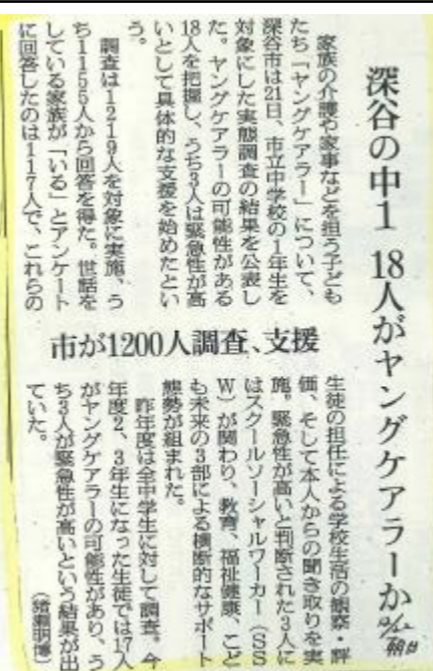 深谷の中1 18人がヤングケアラーか
市が1200人調査、支援
家族の介護や家事などを担う子ども
たち「ヤングケアラー」について、
深谷市は21日、市立中学校の1年生を
対象にした実態調査の結果を公表し
た。ヤングケアラーの可能性がある
18人を把握し、うち3人は緊急性が高
いとして具体的な支援を始めたとい
う。
調査は1219人を対象に実施、う
ち1155人から回答を得た。世話を
している家族が「いる」とアンケート
に回答したのは117人で、これらの
生徒の担任による学校生活の観察・評
価、そして本人からの聞き取りを実
施。緊急性が高いと判断された3人に
はスクールソーシャルワーカー（SS
W）が関わり、教育、福祉健康、こど
も未来の3部による横断的なサポート
態勢が組まれた。
昨年度は全中学生に対して調査。今
年度2、3年生になった生徒では17人
がヤングケアラーの可能性があり、う
ち3人が緊急性が高いという結果が出
ていた。
（猪瀬明博）
朝日